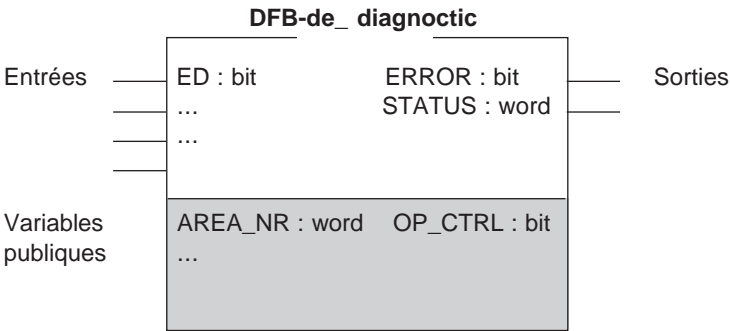 DFB-de_ diagnoctic
Entrées ED : bit ERROR : bit Sorties
... STATUS : word
...
Variables AREA_NR : word OP_CTRL : bit
publiques ...